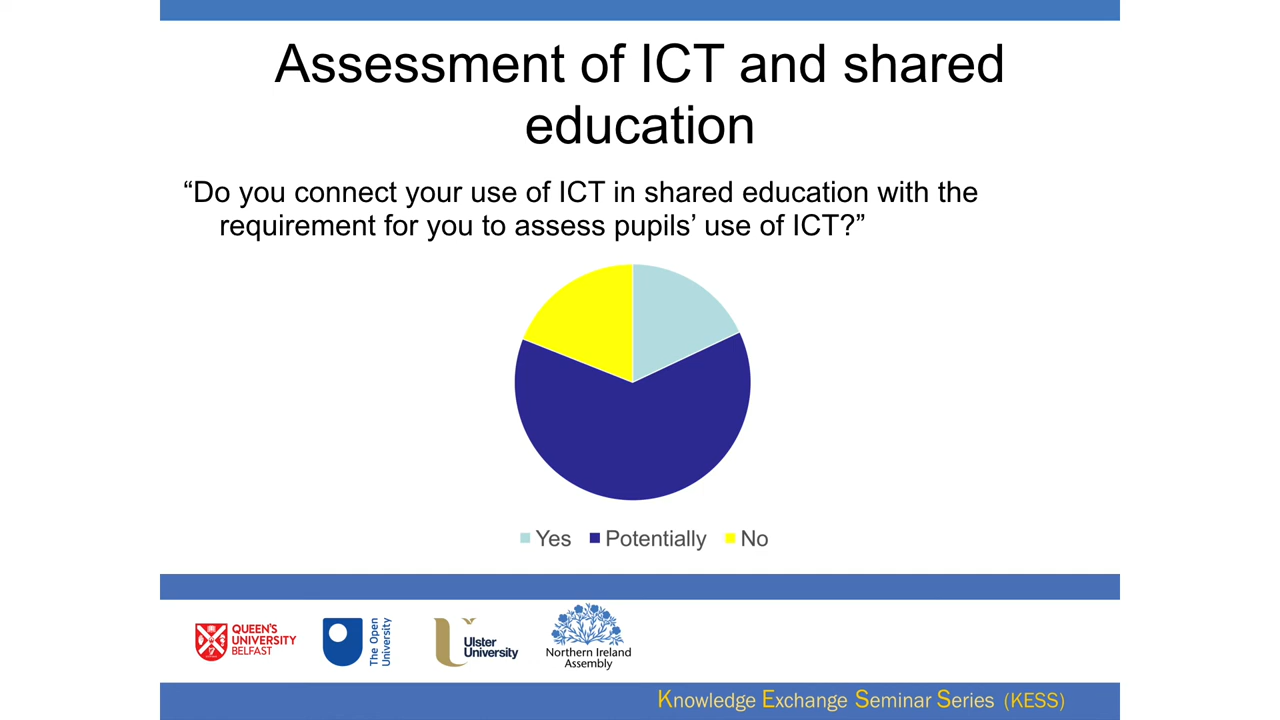 Assessment of ICT and shared
education
“Do you connect your use of ICT in shared education with the
requirement for you to assess pupils’ use of ICT?”
Yes Potentially No
QUEEN'S
UNIVERSITY
BELFAST
The Open
University
Ulster
University
Northern Ireland
Assembly
Knowledge Exchange Seminar Series (KESS)